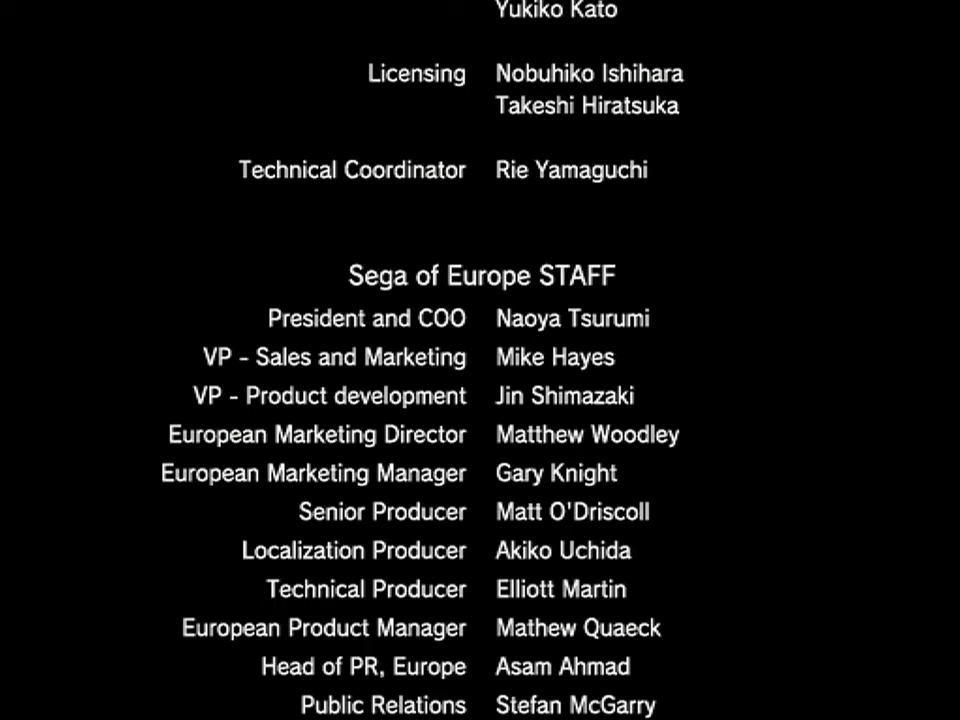 Yukiko Kato
Licensing Nobuhiko Ishihara
Takeshi Hiratsuka
Technical Coordinator Rie Yamaguchi
Sega of Europe STAFF
President and COO Naoya Tsurumi
VP - Sales and Marketing Mike Hayes
VP - Product development Jin Shimazaki
European Marketing Director Matthew Woodley
European Marketing Manager Gary Knight
Senior Producer Matt O'Driscoll
Localization Producer Akiko Uchida
Technical Producer Elliott Martin
European Product Manager Mathew Quaeck
Head of PR, Europe Asam Ahmad
Public Relations Stefan McGarry